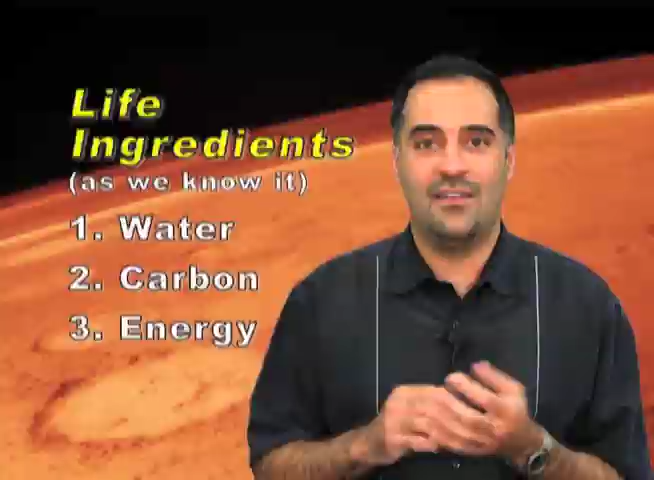 Life
Ingredients
(as we know it)
1. Water
2. Carbon
3. Energy